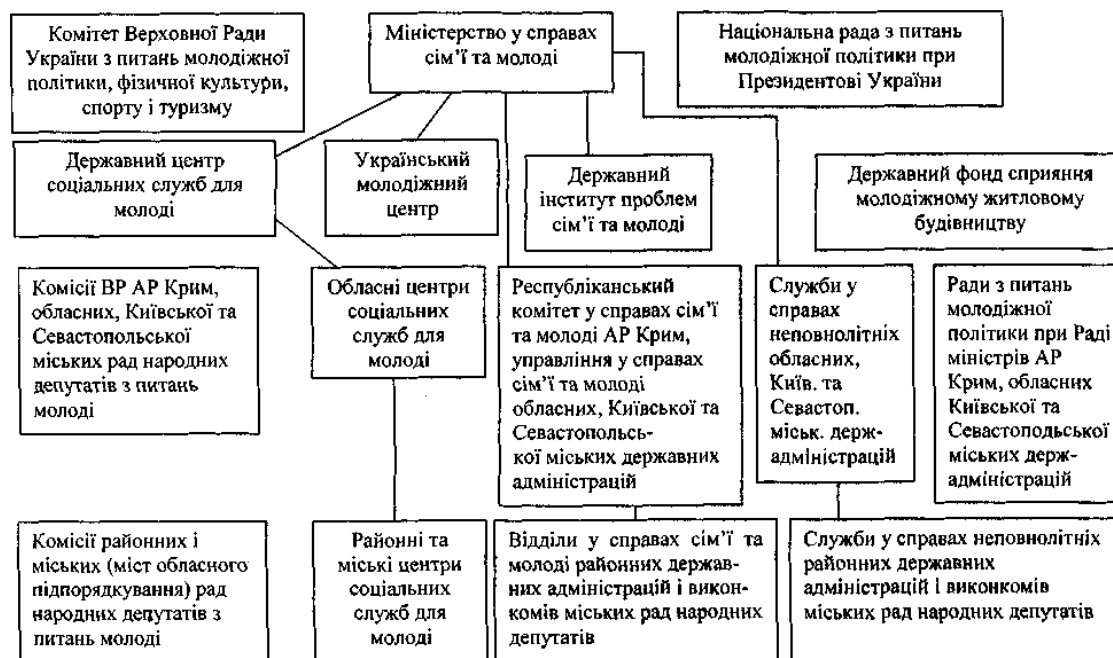 Комітет Верховної Ради
України з питань молодіжної
політики, фізичної культури,
спорту і туризму
Міністерство у справах
сім’ї та молоді
Національна рада з питань
молодіжної політики при
Президентові України
Державний центр
соціальних служб для
молоді
Український
молодіжний
центр
Державний
інститут проблем
сім’ї та молоді
Державний фонд сприяння
молодіжному житловому
будівництву
Комісії ВР АР Крим,
обласних, Київської та
Севастопольської
міських рад народних
депутатів з питань
молоді
Обласні центри
соціальних
служб для
молоді
Республіканський
комітет у справах сім’ї
та молоді АР Крим,
управління у справах
сім’ї та молоді
обласних, Київської та
Севастопольсь-
кої міських державних
адміністрацій
Служби у
справах
неповнолітніх
обласних,
Київ. та
Севастоп.
міськ. держ-
адміністрацій
Ради з питань
молодіжної
політики при Раді
міністрів АР
Крим, обласних
Київської та
Севастоподьської
міських держ-
адміністрацій
Комісії районних і
міських (міст обласного
підпорядкування) рад
народних депутатів з
питань молоді
Районні та
міські центри
соціальних
служб для
молоді
Відділи у справах сім’ї та
молоді районних держав-
них адміністрацій і викон-
комів міських рад народних
депутатів
Служби у справах неповнолітніх
районних державних
адміністрацій і виконкомів
міських рад народних депутатів